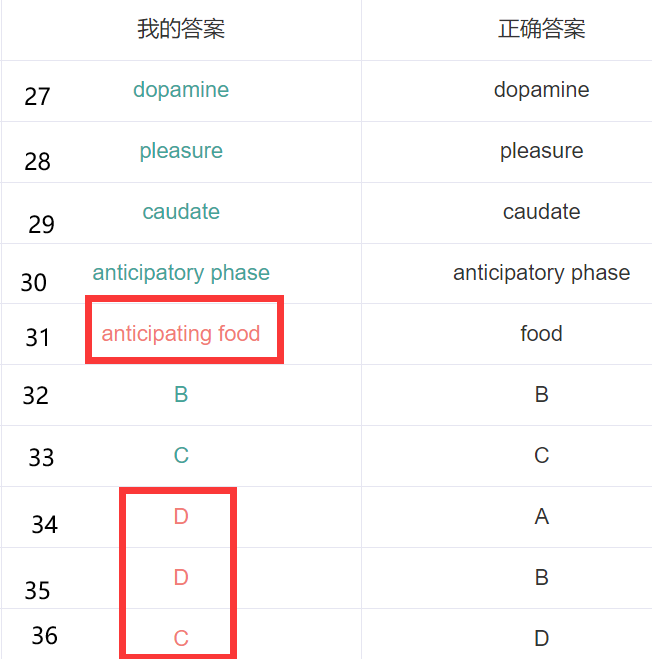 我的答案 正确答案
27 dopamine dopamine
28 pleasure pleasure
29 caudate caudate
30 anticipatory phase anticipatory phase
31 anticipating food food
32 B B
33 C C
34 D A
35 D B
36 C D